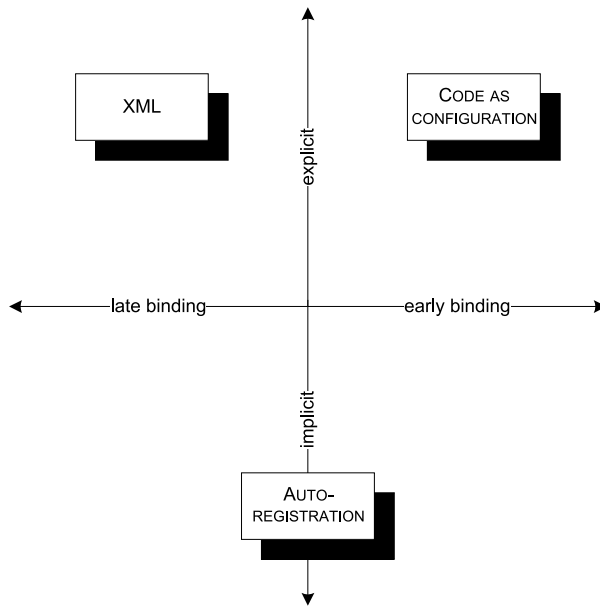 XML
CODE AS
CONFIGURATION
explicit
late binding
early binding
implicit
AUTO-
REGISTRATION